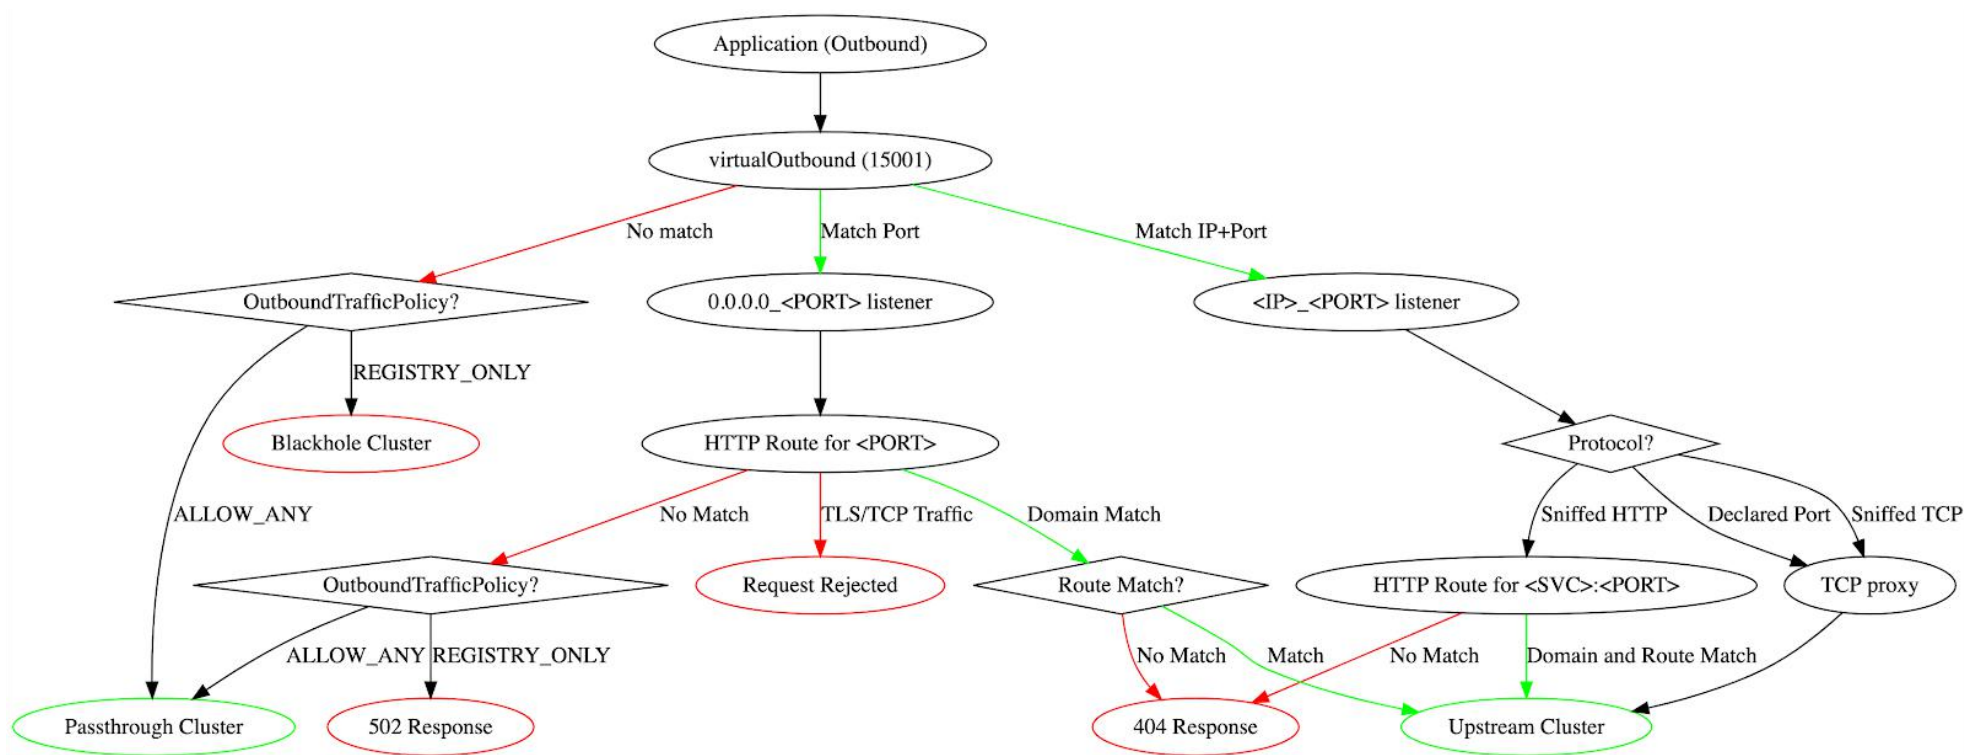 Application (Outbound)
virtualOutbound (15001)
No match
Match Port
Match IP+Port
OutboundTrafficPolicy?
0.0.0.0_<PORT> listener
<IP>_<PORT> listener
REGISTRY_ONLY
Blackhole Cluster
HTTP Route for <PORT>
Protocol?
ALLOW_ANY
No Match
TLS/TCP Traffic
Domain Match
Sniffed HTTP
Declared Port
Sniffed TCP
OutboundTrafficPolicy?
Request Rejected
Route Match?
HTTP Route for <SVC>:<PORT>
TCP proxy
ALLOW_ANY
REGISTRY_ONLY
No Match
Match
No Match
Domain and Route Match
Passthrough Cluster
502 Response
404 Response
Upstream Cluster